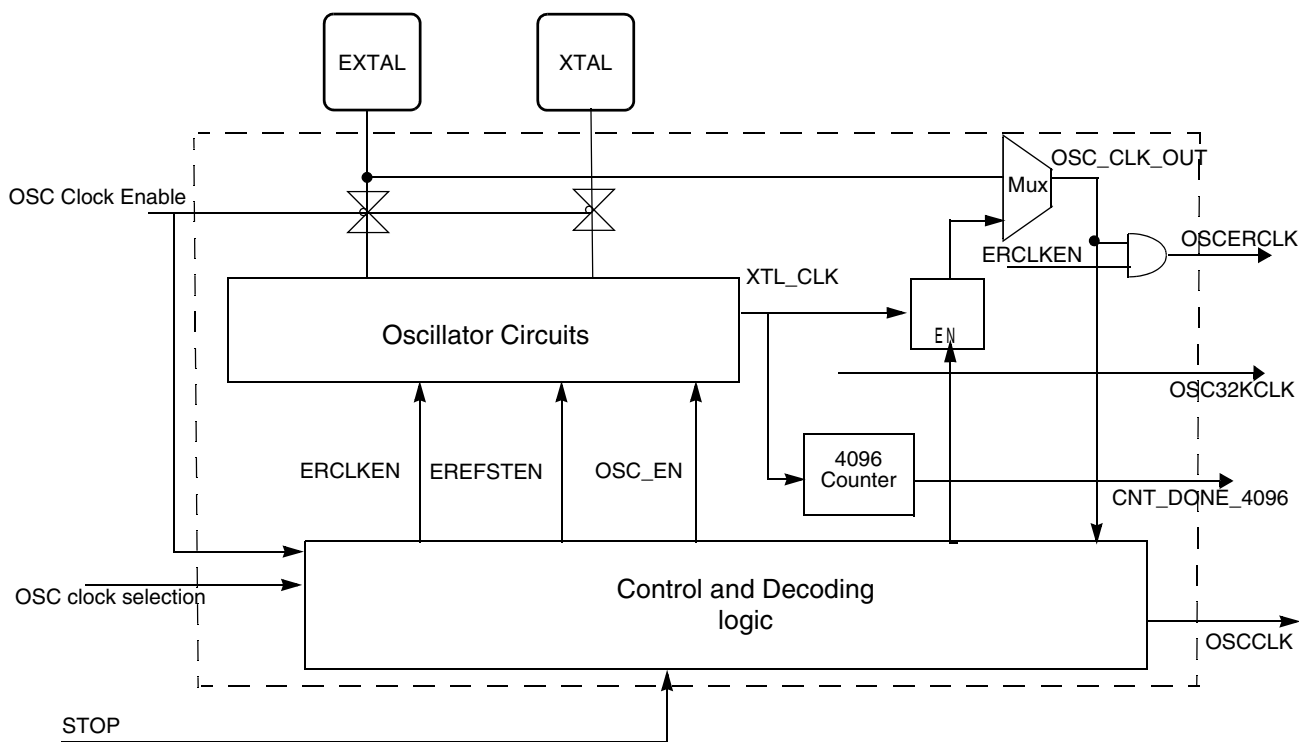 EXTAL
XTAL
OSC Clock Enable
Mux
OSC_CLK_OUT
ERCLKEN
OSCERCLK
XTL_CLK
Oscillator Circuits
EN
OSC32KCLK
ERCLKEN
EREFSTEN
OSC_EN
4096
Counter
CNT_DONE_4096
OSC clock selection
Control and Decoding
logic
OSCCLK
STOP